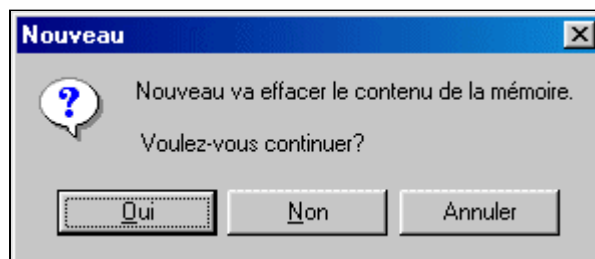 Nouveau
Nouveau va effacer le contenu de la mémoire.
Voulez-vous continuer?
Oui Non Annuler